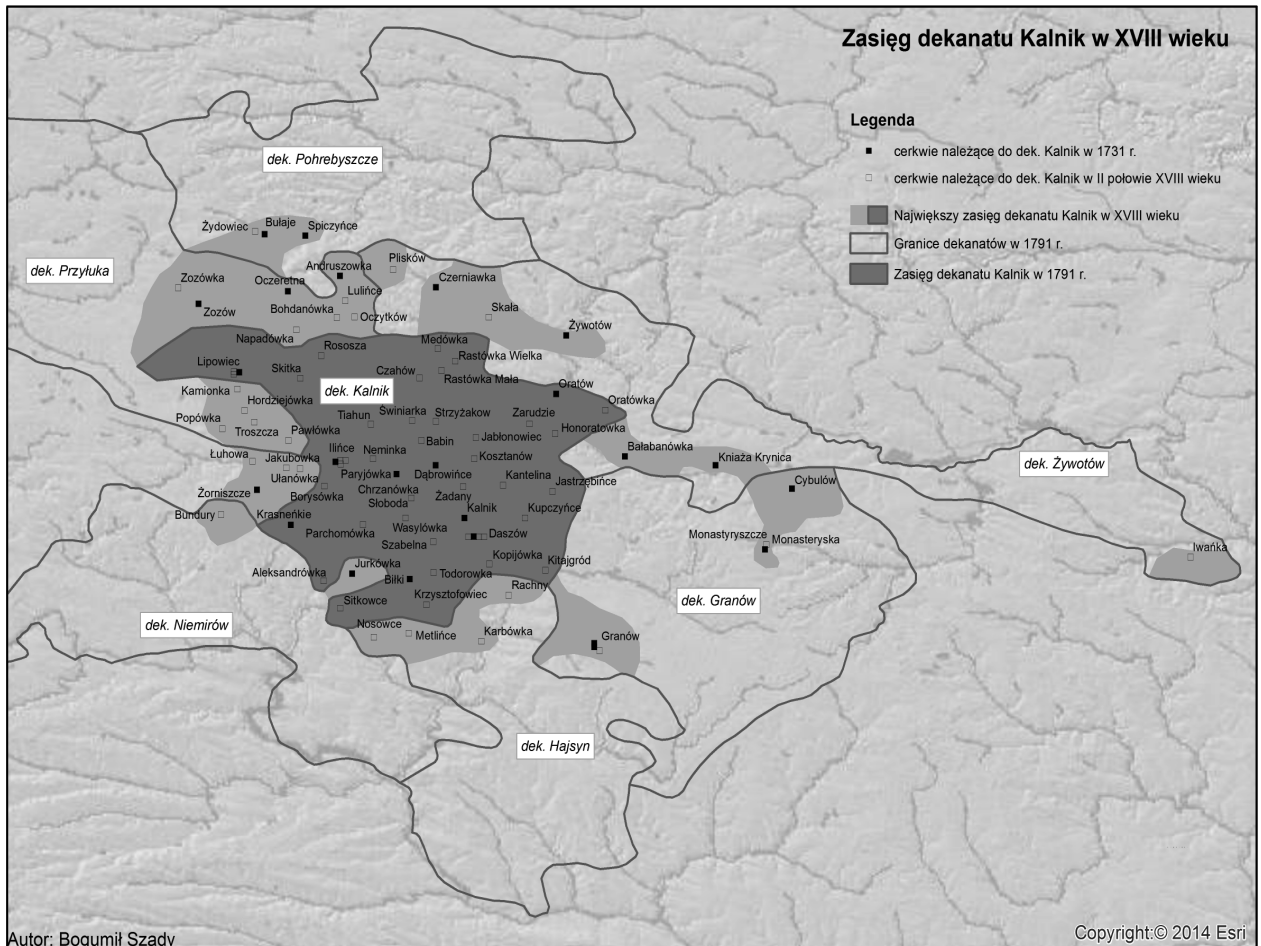 Zasięg dekanatu Kalnik w XVIII wieku
Legenda
cerkwie należące do dek. Kalnik w 1731 r.
cerkwie należące do dek. Kalnik w II połowie XVIII wieku
Największy zasięg dekanatu Kalnik w XVIII wieku
Granice dekanatów w 1791 r.
Zasięg dekanatu Kalnik w 1791 r.
dek. Pohrebyszcze
Żydowiec
Bułaje
Spiczyńce
dek. Przyłuka
Andruszowka
Plisków
Zozówka
Oczeretna
Czerniawka
Lulińce
Zozów
Bohdanówka
Oczytków
Skała
Żywotów
Napadówka
Rososza
Medówka
Rastówka Wielka
Lipowiec
Skitka
Czahów
Rastówka Mała
Kamionka
dek. Kalnik
Oratów
Hordziejówka
Oratówka
Popówka
Troszcza
Tiahun
Świniarka
Strzyżakow
Zarudzie
Pawłówka
Honoratowka
Babin
Jabłonowiec
Łuhowa
Jakubowka
Ilińce
Neminka
Kosztanów
Bałabanówka
Kniaża Krynica
dek. Żywotów
Ułanówka
Paryjówka
Dąbrowińce
Kantelina
Jastrzębińce
Cybulów
Żorniszcze
Borysówka
Chrzanówka
Żadany
Słoboda
Kalnik
Kupczyńce
Bundury
Krasneńkie
Parchomówka
Wasylówka
Daszów
Szabelna
Monastyryszcze
Monasteryska
Iwańka
Aleksandrówka
Jurkówka
Kopijówka
Kitajgród
Biłki
Todorowka
Rachny
Krzysztofowiec
dek. Granów
Sitkowce
dek. Niemirów
Nosowce
Metlińce
Karbówka
Granów
dek. Hajsyn
Autor: Bogumił Szady
Copyright:© 2014 Esri